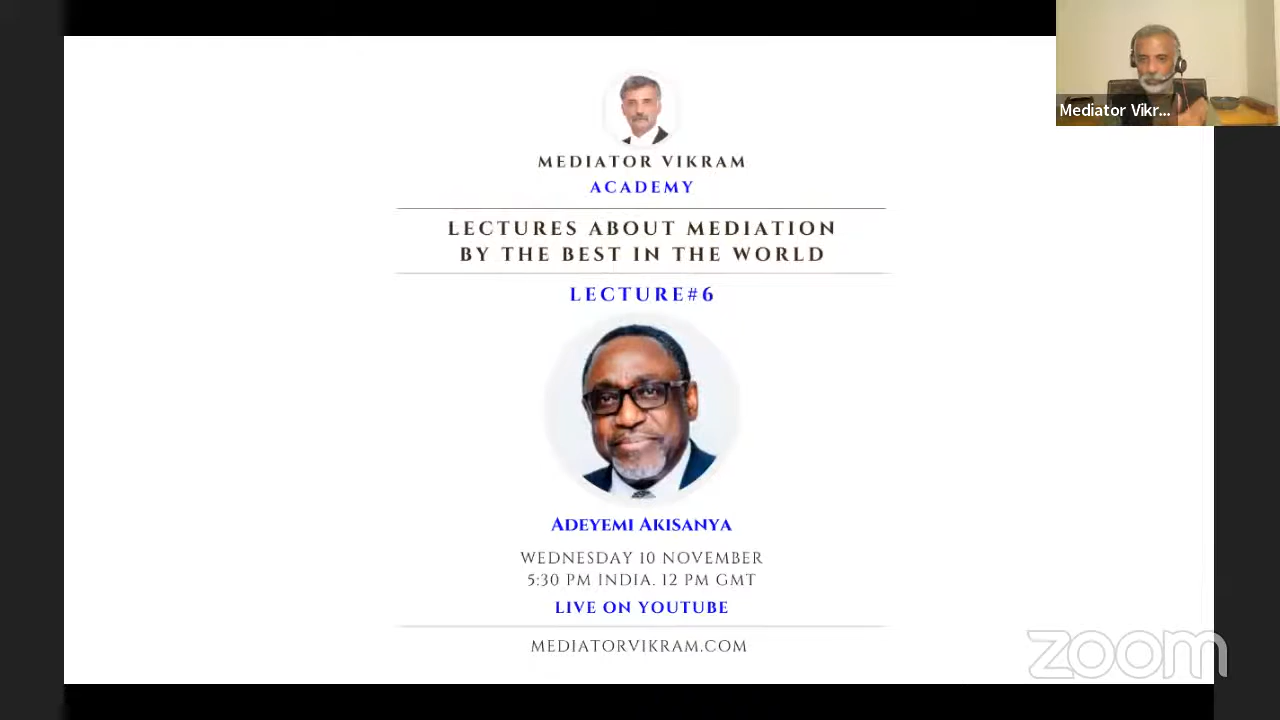 MEDIATOR VIKRAM
ACADEMY
LECTURES ABOUT MEDIATION
BY THE BEST IN THE WORLD
LECTURE#6
ADEYEMI AKISANYA
WEDNESDAY 10 NOVEMBER
5:30 PM INDIA. 12 PM GMT
LIVE ON YOUTUBE
MEDIATORVIKRAM.COM
Mediator Vikr...
zoom